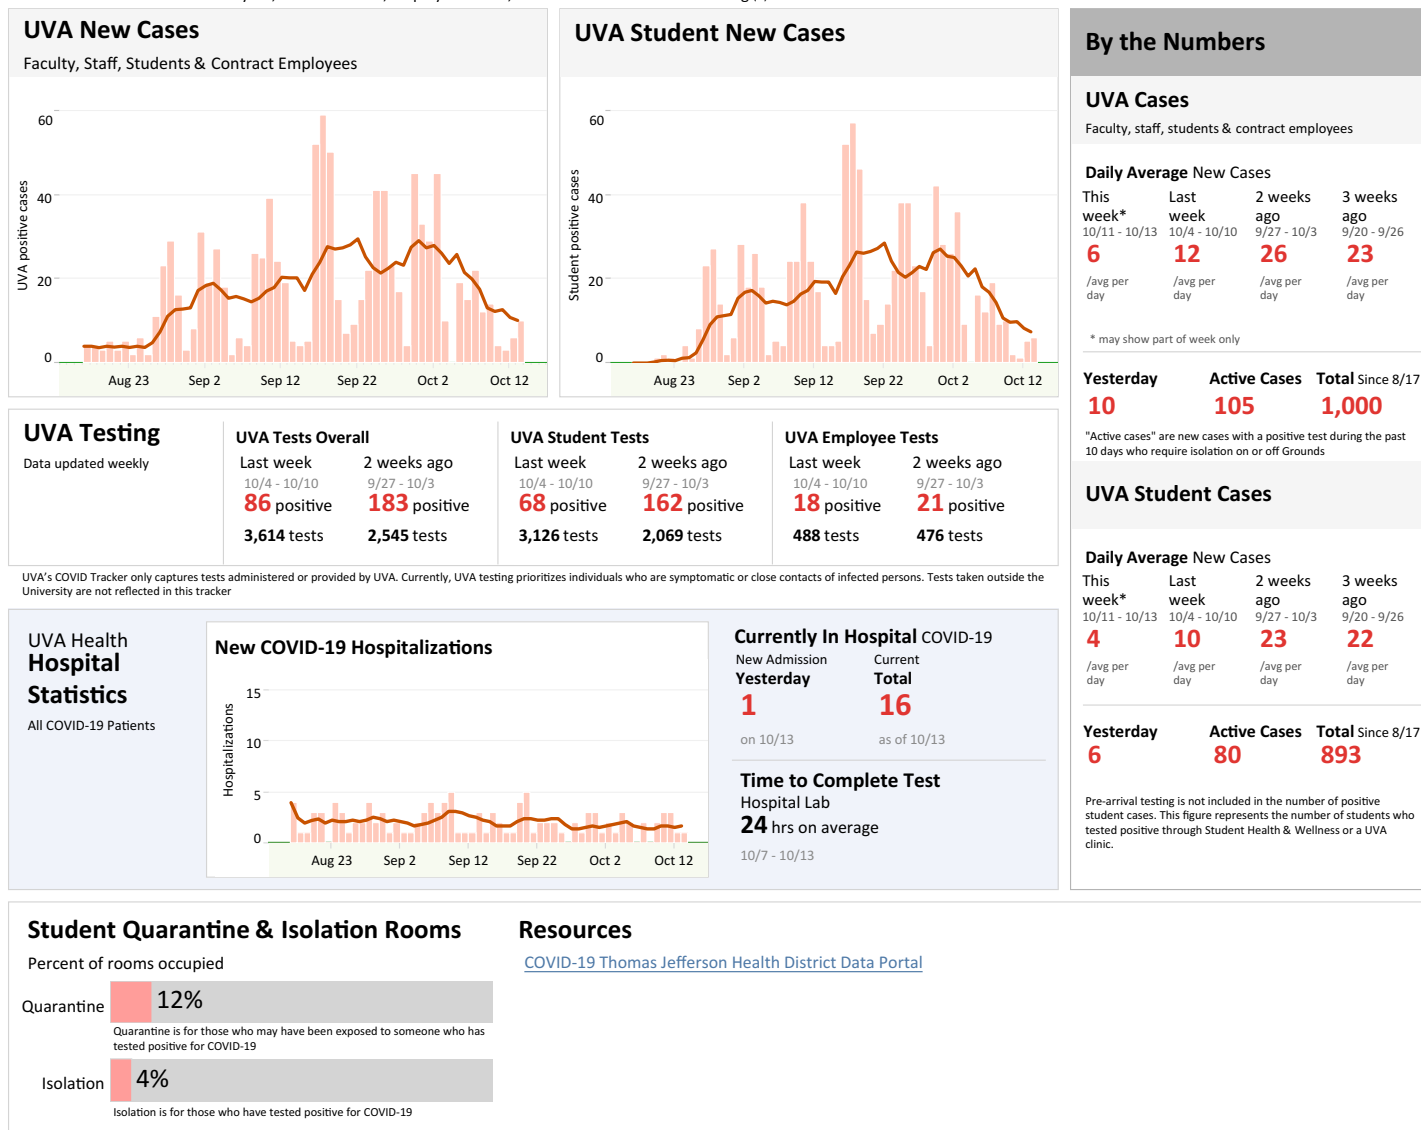 UVA New Cases
Faculty, Staff, Students & Contract Employees
UVA positive cases
60
40
20
0
Aug 23
Sep 2
Sep 12
Sep 22
Oct 2
Oct 12
UVA Student New Cases
Student positive cases
60
40
20
0
Aug 23
Sep 2
Sep 12
Sep 22
Oct 2
Oct 12
By the Numbers
UVA Cases
Faculty, staff, students & contract employees
Daily Average New Cases
This week*
Last week
2 weeks ago
3 weeks ago
10/11 - 10/13
10/4 - 10/10
9/27 - 10/3
9/20 - 9/26
6
12
26
23
/avg per day
/avg per day
/avg per day
/avg per day
* may show part of week only
Yesterday
Active Cases
Total Since 8/17
10
105
1,000
"Active cases" are new cases with a positive test during the past
10 days who require isolation on or off Grounds
UVA Student Cases
Daily Average New Cases
This week*
Last week
2 weeks ago
3 weeks ago
10/11 - 10/13
10/4 - 10/10
9/27 - 10/3
9/20 - 9/26
4
10
23
22
/avg per day
/avg per day
/avg per day
/avg per day
Yesterday
Active Cases
Total Since 8/17
6
80
893
Pre-arrival testing is not included in the number of positive
student cases. This figure represents the number of students who
tested positive through Student Health & Wellness or a UVA
clinic.
UVA Testing
Data updated weekly
UVA Tests Overall
Last week
2 weeks ago
10/4 - 10/10
9/27 - 10/3
86 positive
183 positive
3,614 tests
2,545 tests
UVA Student Tests
Last week
2 weeks ago
10/4 - 10/10
9/27 - 10/3
68 positive
162 positive
3,126 tests
2,069 tests
UVA Employee Tests
Last week
2 weeks ago
10/4 - 10/10
9/27 - 10/3
18 positive
21 positive
488 tests
476 tests
UVA's COVID Tracker only captures tests administered or provided by UVA. Currently, UVA testing prioritizes individuals who are symptomatic or close contacts of infected persons. Tests taken outside the
University are not reflected in this tracker
UVA Health
Hospital
Statistics
All COVID-19 Patients
New COVID-19 Hospitalizations
Hospitalizations
15
10
5
0
Aug 23
Sep 2
Sep 12
Sep 22
Oct 2
Oct 12
Currently In Hospital COVID-19
New Admission
Yesterday
Current
Total
1
16
on 10/13
as of 10/13
Time to Complete Test
Hospital Lab
24 hrs on average
10/7 - 10/13
Student Quarantine & Isolation Rooms
Percent of rooms occupied
Quarantine
12%
Quarantine is for those who may have been exposed to someone who has
tested positive for COVID-19
Isolation
4%
Isolation is for those who have tested positive for COVID-19
Resources
COVID-19 Thomas Jefferson Health District Data Portal